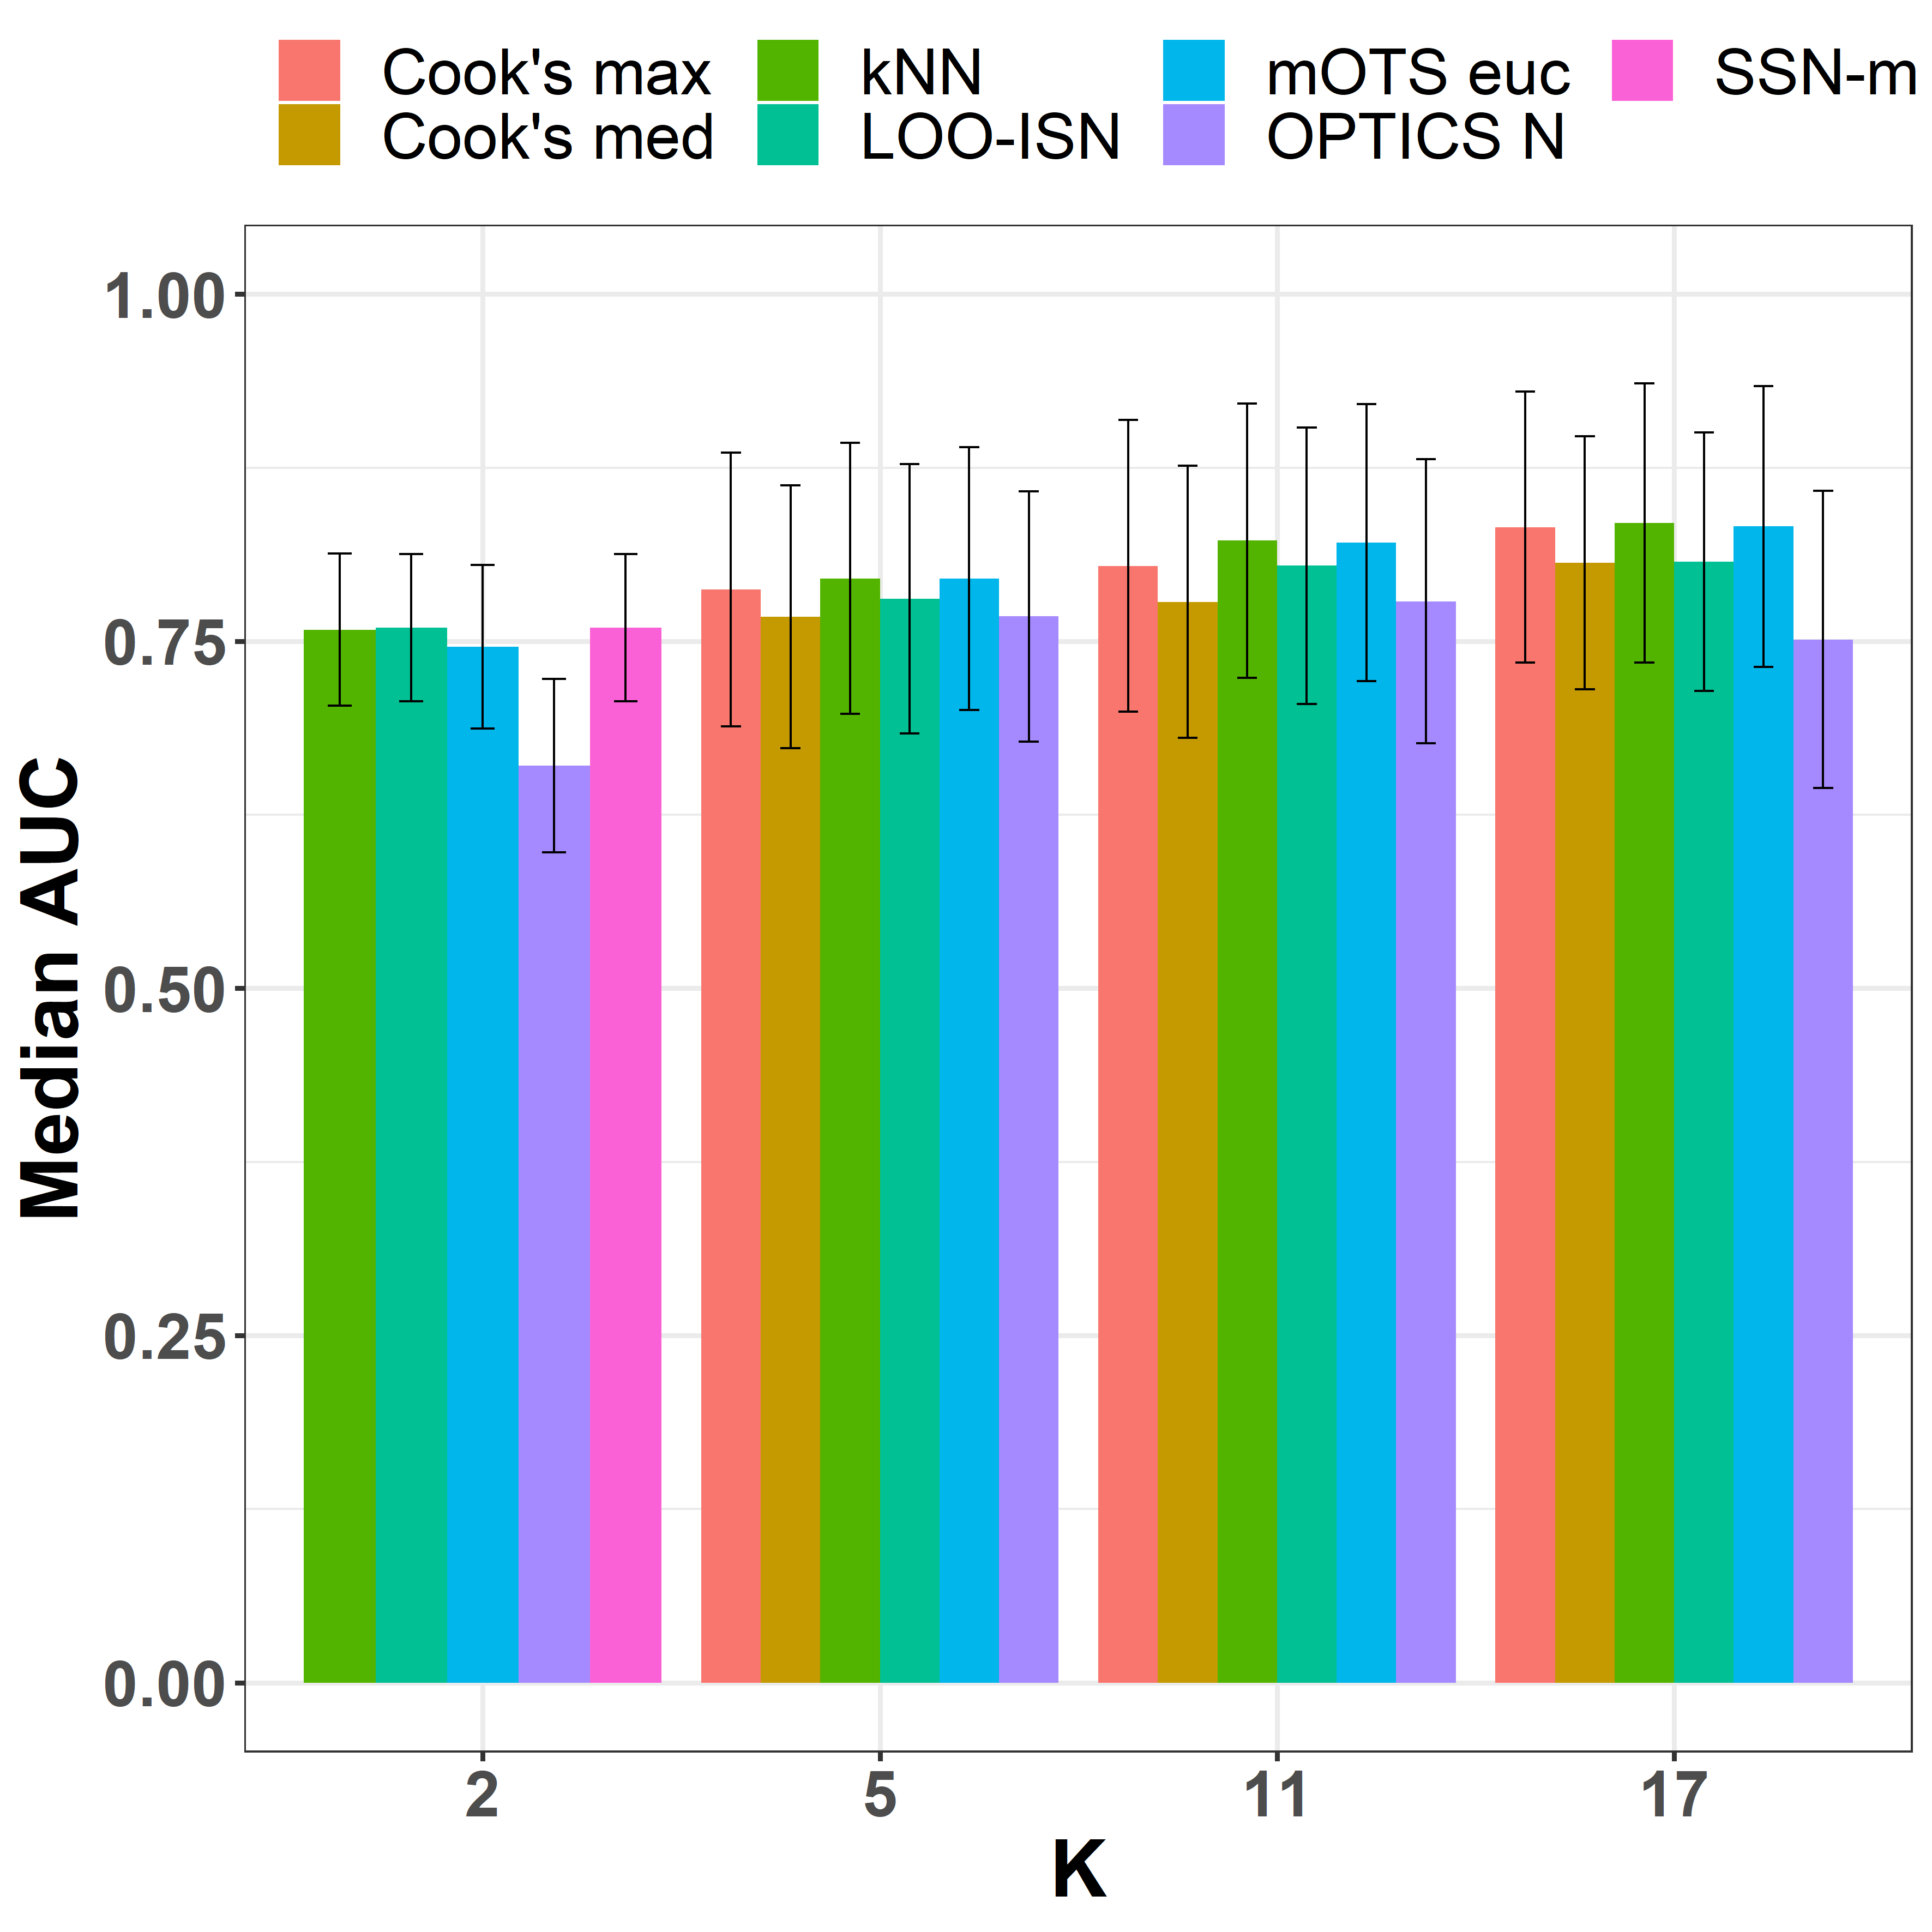 Cook's max kNN mOTS euc SSN-m
Cook's med LOO-ISN OPTICS N
Median AUC
1.00
0.75
0.50
0.25
0.00
2 5 11 17
K